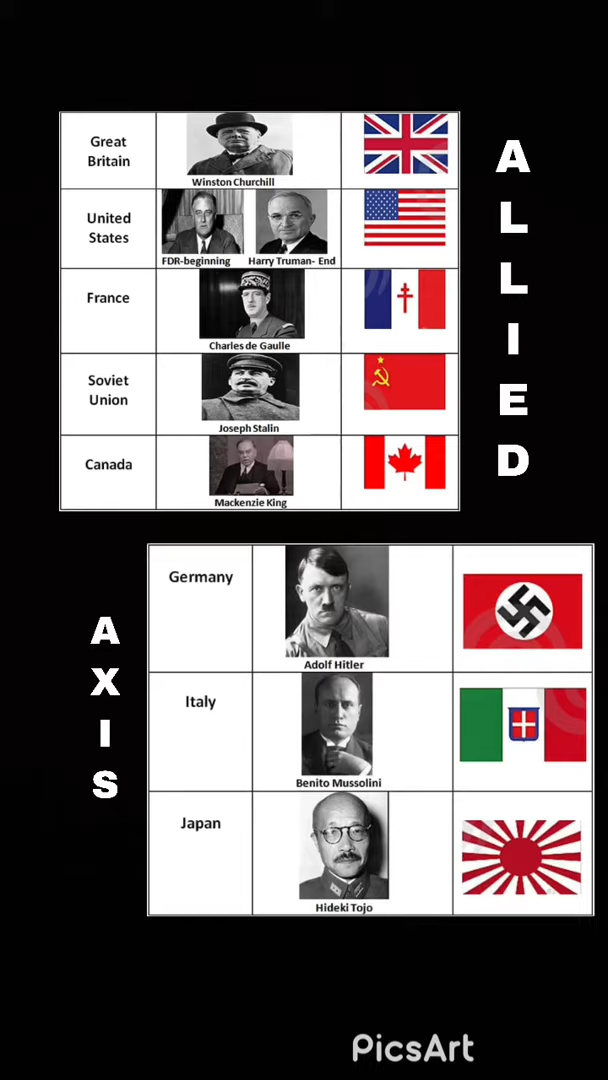 Great
Britain
Winston Churchill
United
States
FDR-beginning Harry Truman- End
France
Charles de Gaulle
Soviet
Union
Joseph Stalin
Canada
Mackenzie King
A
L
L
I
E
D
A
X
I
S
Germany
Adolf Hitler
Italy
Benito Mussolini
Japan
Hideki Tojo
PicsArt